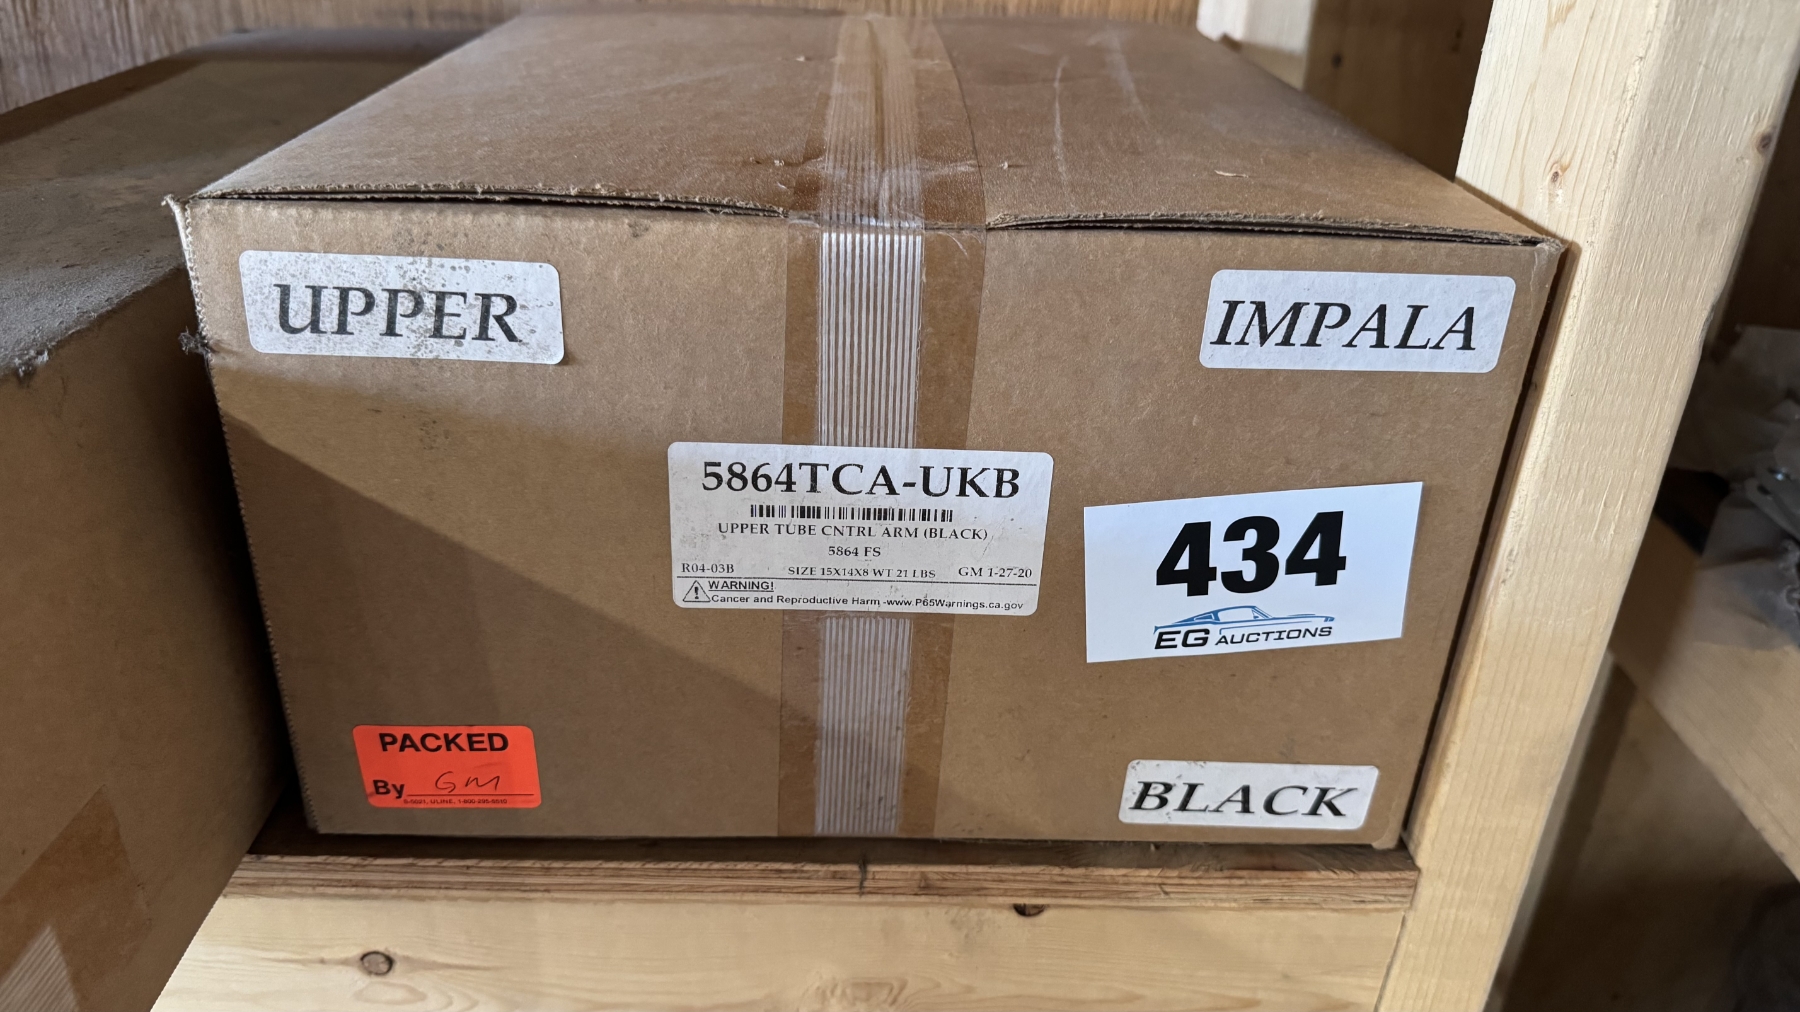 UPPER
IMPALA
5864TCA-UKB
UPPER TUBE CNTRL ARM (BLACK)
5864 FS
R04-03B SIZE 15X14X8 WT 21 LBS GM 1-27-20
WARNING!
Cancer and Reproductive Harm -www.P65Warnings.ca.gov
434
EG AUCTIONS
PACKED
By GM
ULINE
BLACK